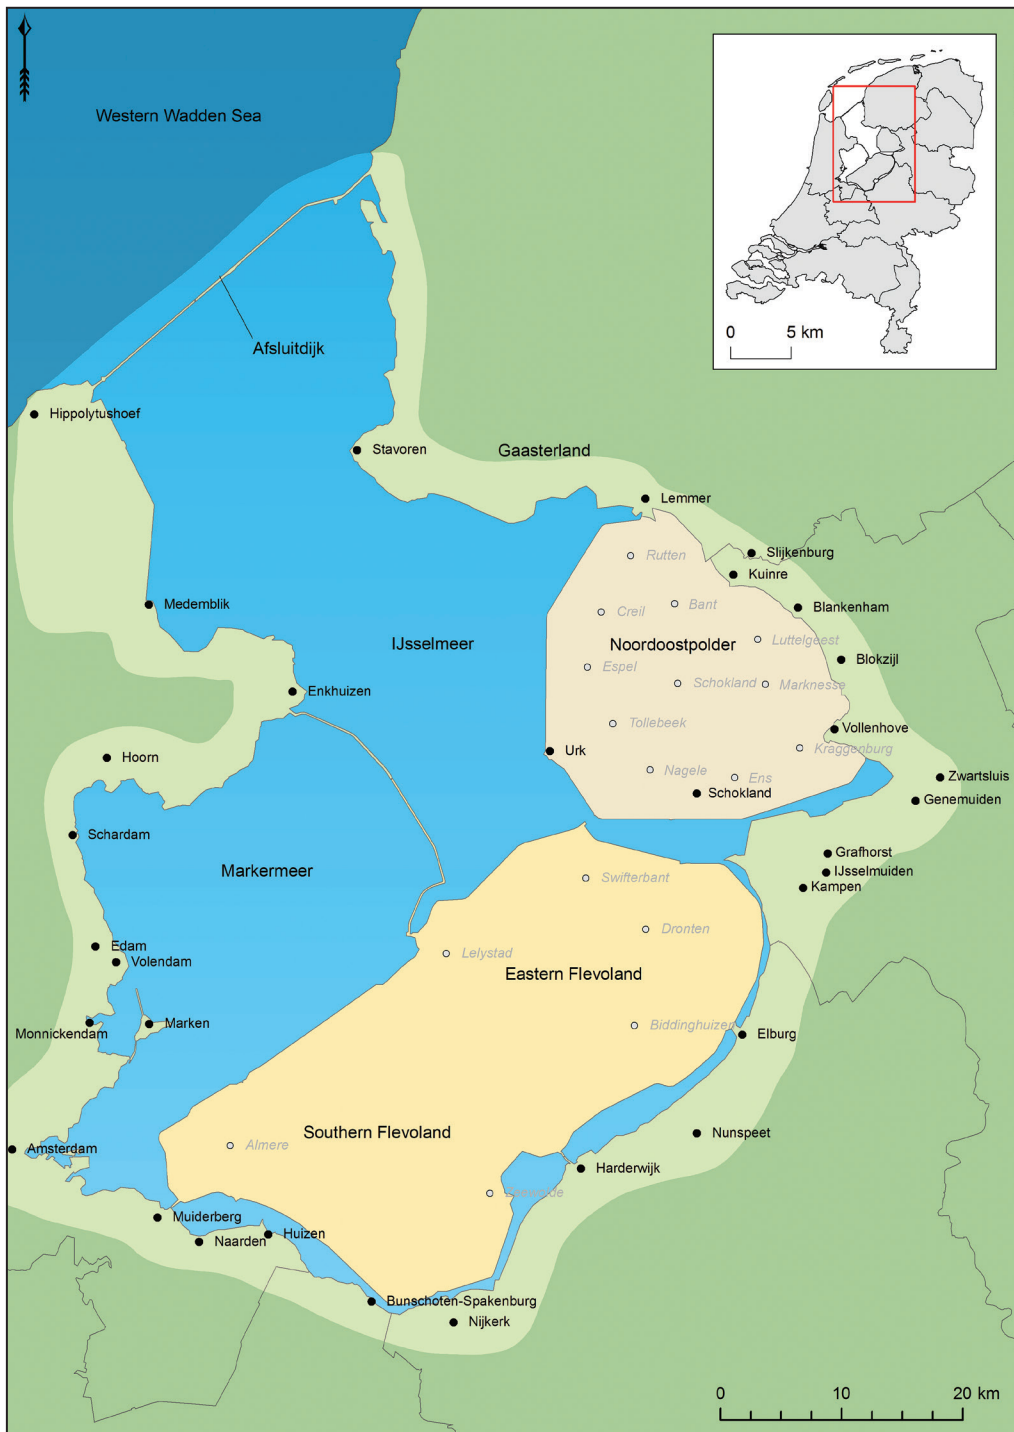 Western Wadden Sea
0 5 km
Afsluitdijk
Hippolytushoef
Stavoren
Gaasterland
Lemmer
Rutten
Slijkenburg
Kuinre
Medemblik
Creil
Bant
Blankenham
IJsselmeer
Noordoostpolder
Luttelgeest
Espel
Blokzijl
Enkhuizen
Schokland
Marknesse
Tollebeek
Vollenhove
Hoorn
Urk
Kraggenburg
Nagele
Ens
Zwartsluis
Schokland
Genemuiden
Schardam
Grafhorst
Markermeer
Swifterbant
IJsselmuiden
Kampen
Edam
Dronten
Volendam
Lelystad
Eastern Flevoland
Marken
Biddinghuizen
Monnickendam
Elburg
Southern Flevoland
Nunspeet
Almere
Amsterdam
Harderwijk
Muiderberg
Huizen
Naarden
Bunschoten-Spakenburg
Nijkerk
0 10 20 km